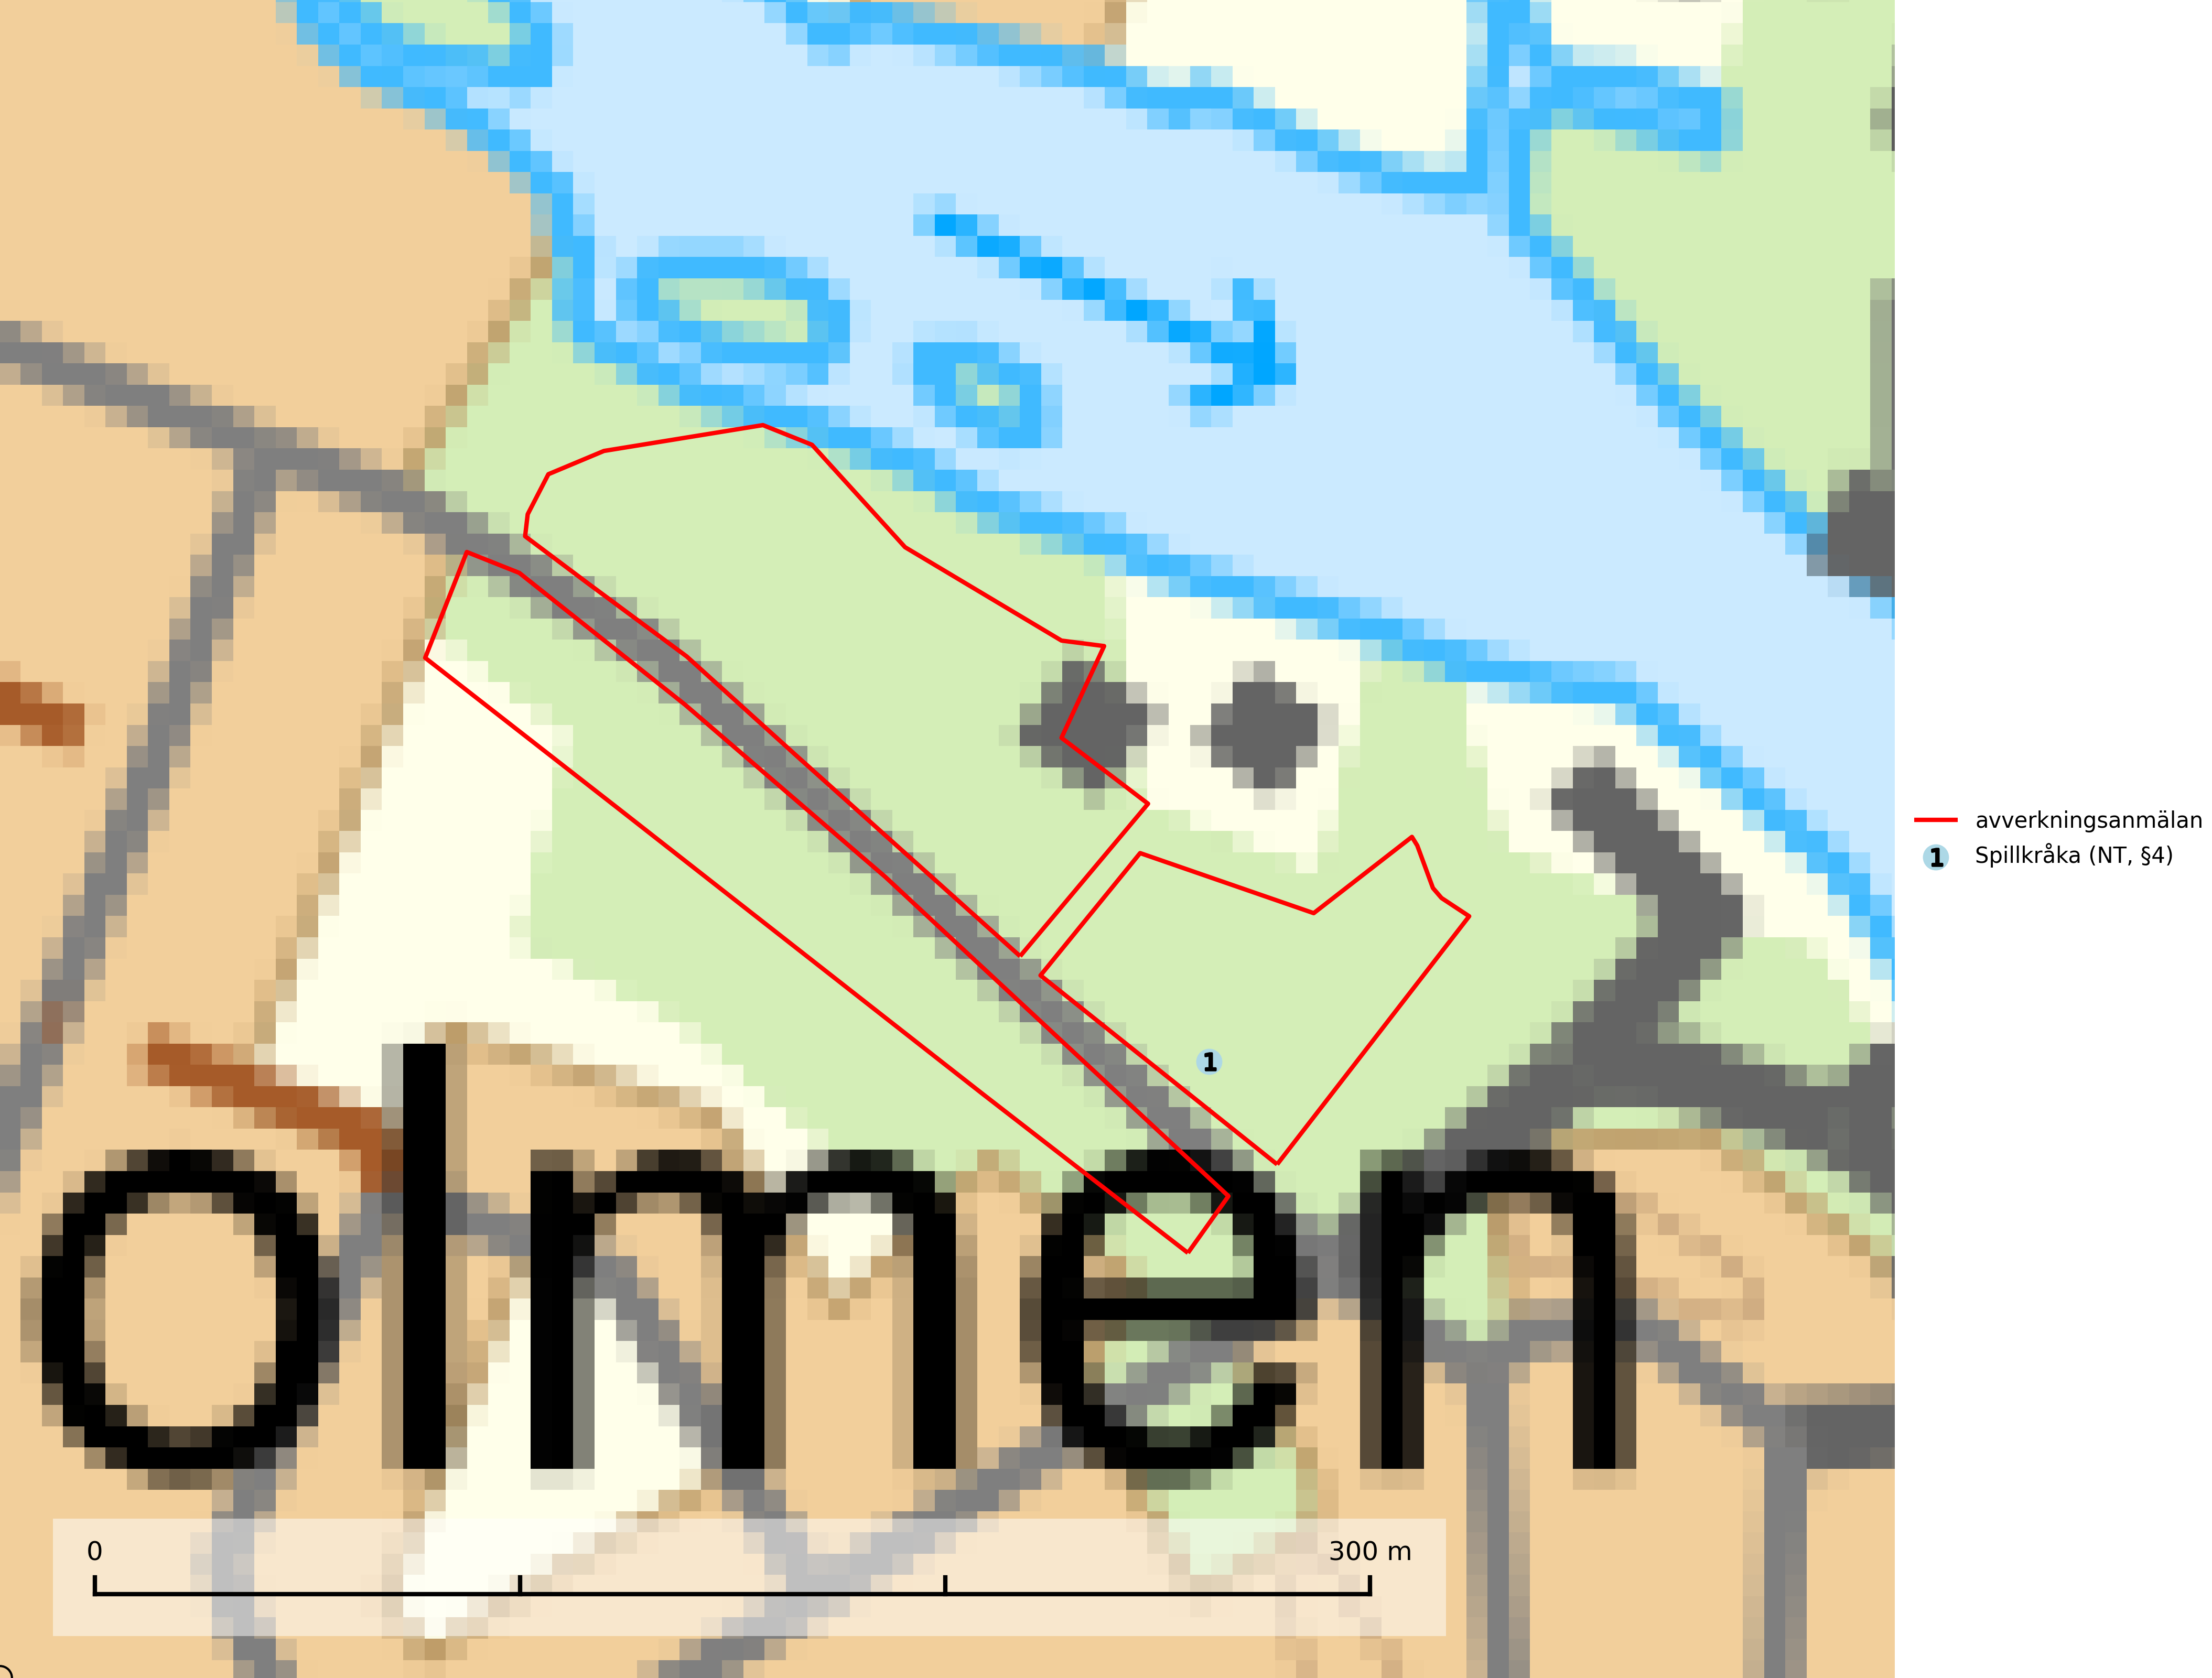 avverkningsanmälan
1 Spillkråka (NT, §4)
1
olmen
0 300 m